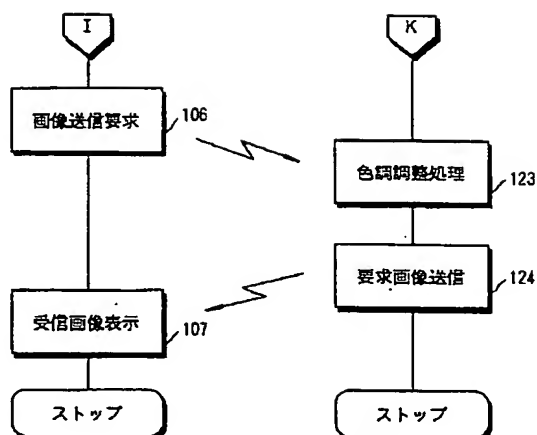 I
K
画像送信要求
106
色調調整処理
123
要求画像送信
124
受信画像表示
107
ストップ
ストップ